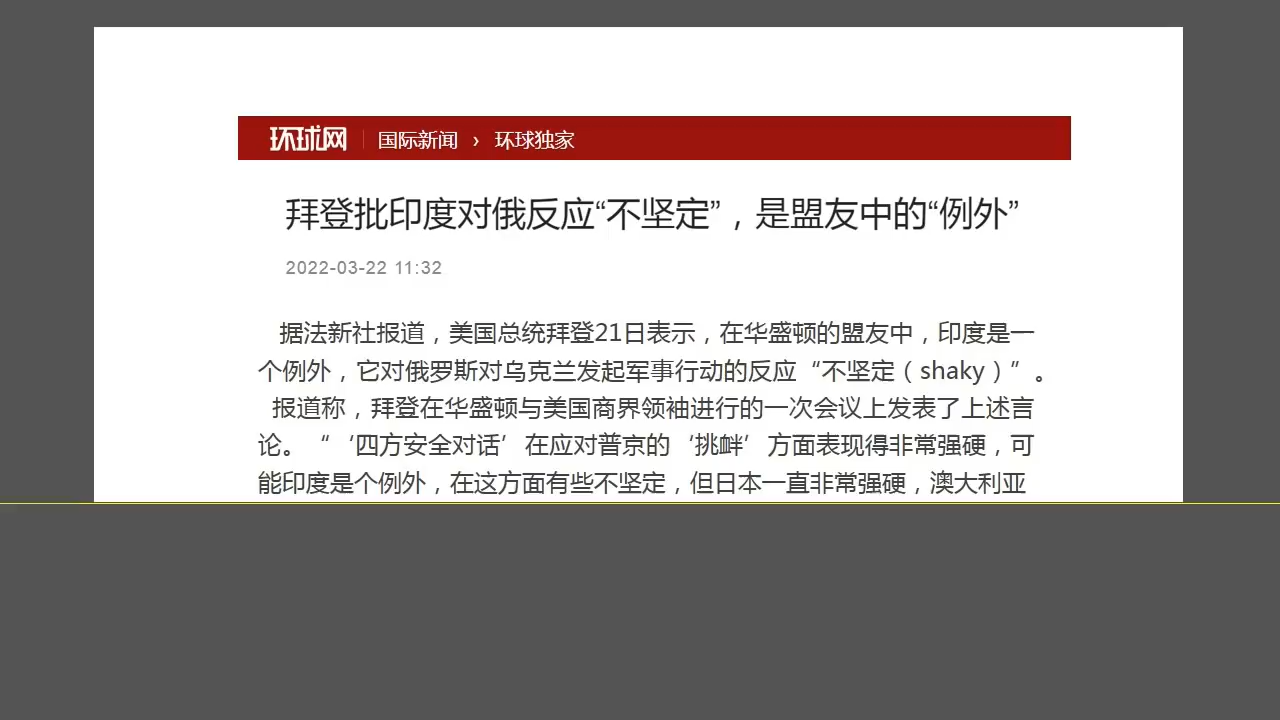 环球网 国际新闻 › 环球独家
拜登批印度对俄反应“不坚定”，是盟友中的“例外”
2022-03-22 11:32
据法新社报道，美国总统拜登21日表示，在华盛顿的盟友中，印度是一
个例外，它对俄罗斯对乌克兰发起军事行动的反应“不坚定（shaky）”。
报道称，拜登在华盛顿与美国商界领袖进行的一次会议上发表了上述言
论。“‘四方安全对话’在应对普京的‘挑衅’方面表现得非常强硬，可
能印度是个例外，在这方面有些不坚定，但日本一直非常强硬，澳大利亚